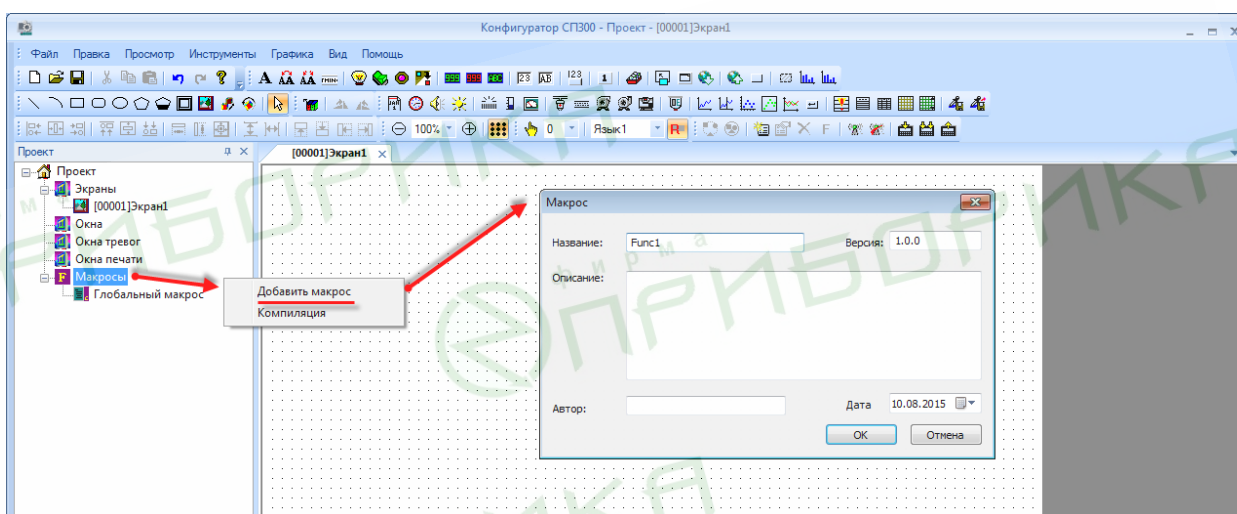 Конфигуратор СП300 - Проект - [00001]Экран1
Файл Правка Просмотр Инструменты Графика Вид Помощь
100% 0 Язык1 R
Проект
[00001]Экран1
Проект
Экраны
[00001]Экран1
Окна
Окна тревог
Окна печати
Макросы
Глобальный макрос
Добавить макрос
Компиляция
Макрос
Название: Func1 Версия: 1.0.0
Описание:
Автор: Дата 10.08.2015
OK Отмена
фирма
ПРИБОРИКА